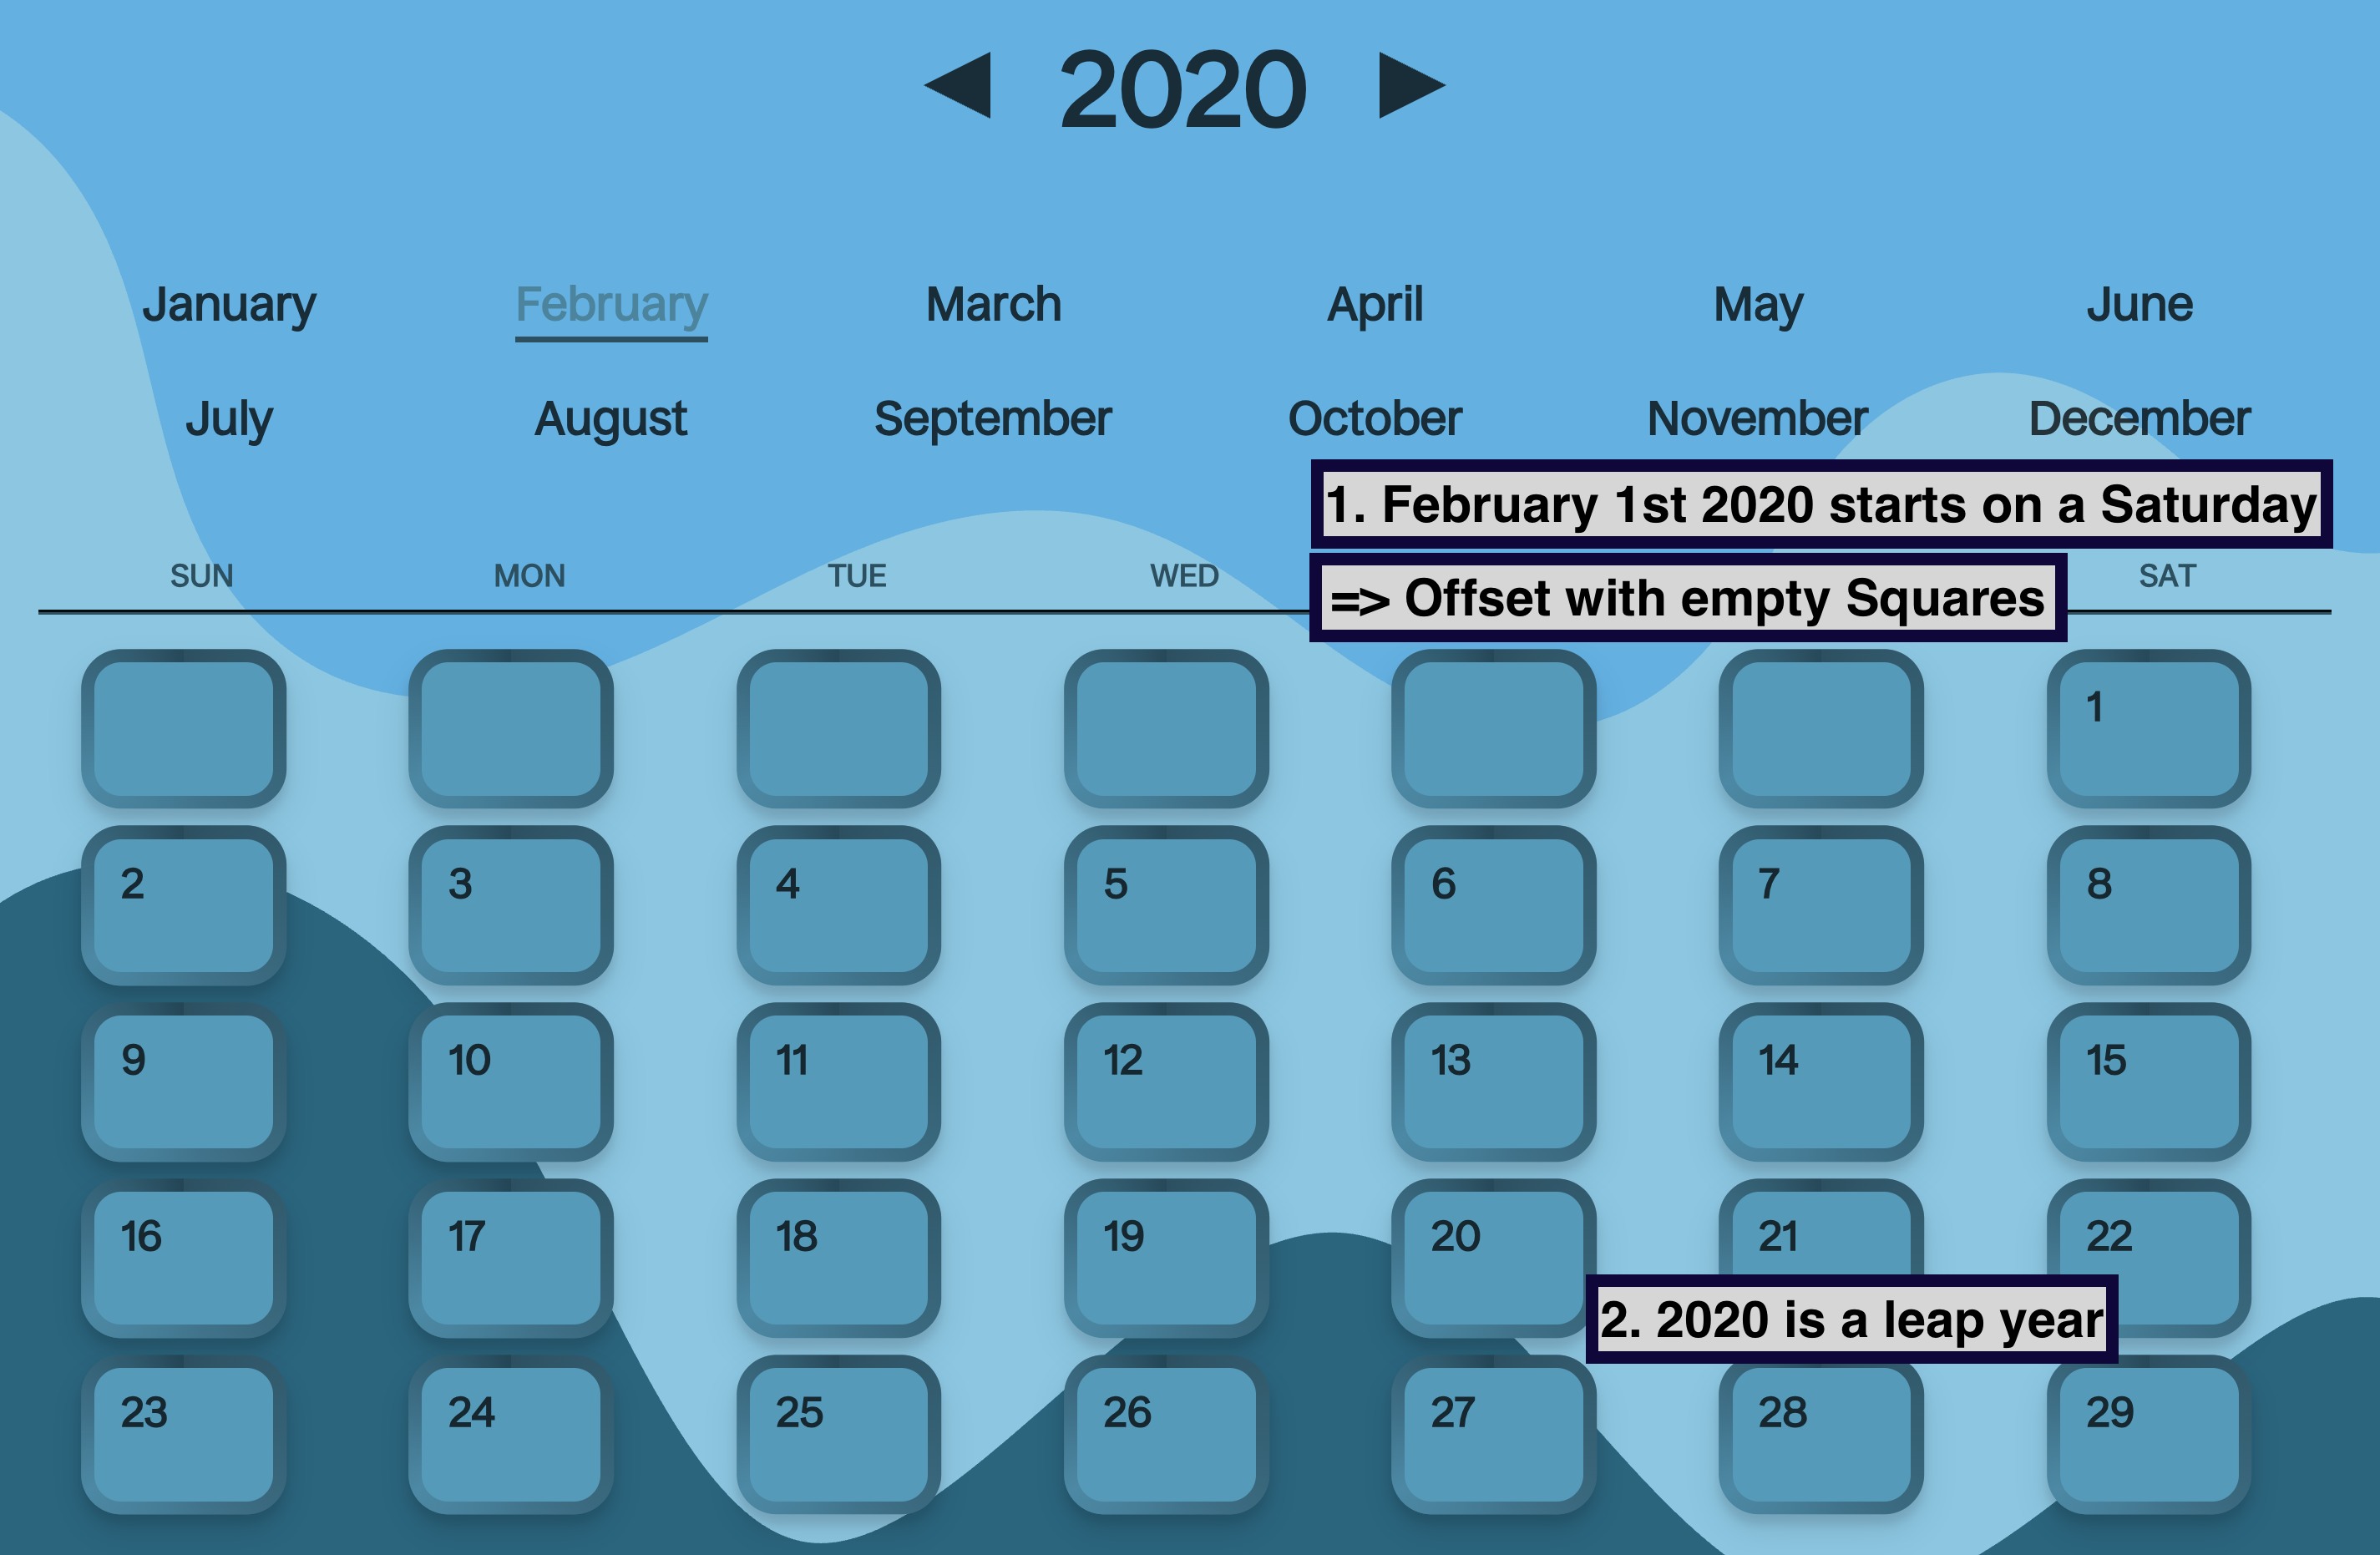 2020
January February March April May June
July August September October November December
1. February 1st 2020 starts on a Saturday
=> Offset with empty Squares
SUN MON TUE WED SAT
1
2 3 4 5 6 7 8
9 10 11 12 13 14 15
16 17 18 19 20 21 22
2. 2020 is a leap year
23 24 25 26 27 28 29